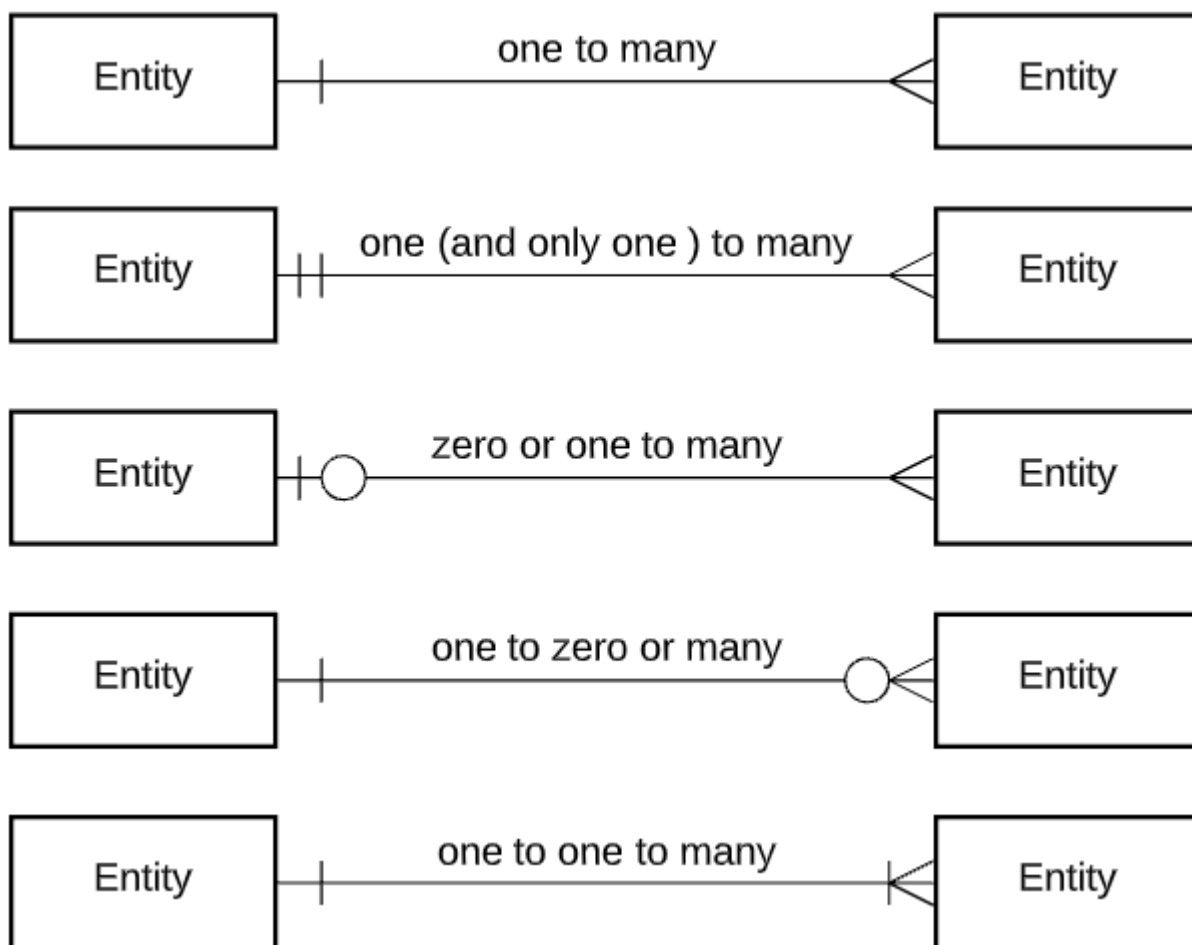 one to many
Entity Entity
one (and only one ) to many
Entity Entity
zero or one to many
Entity Entity
one to zero or many
Entity Entity
one to one to many
Entity Entity